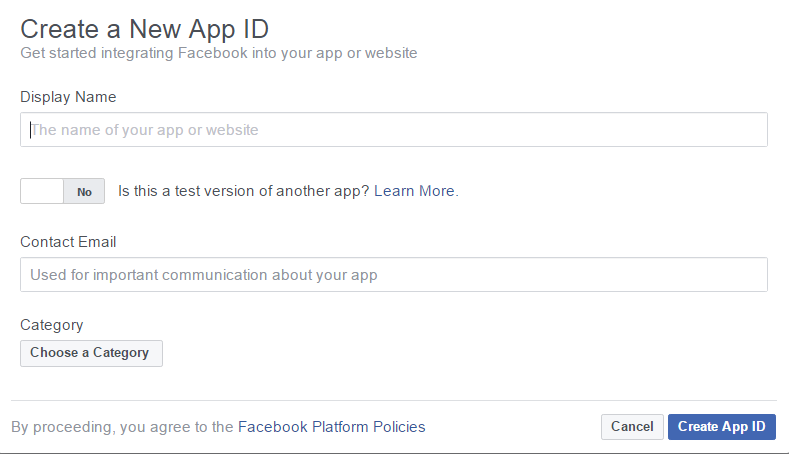 Create a New App ID
Get started integrating Facebook into your app or website
Display Name
The name of your app or website
No
Is this a test version of another app? Learn More.
Contact Email
Used for important communication about your app
Category
Choose a Category
By proceeding, you agree to the Facebook Platform Policies
Cancel
Create App ID